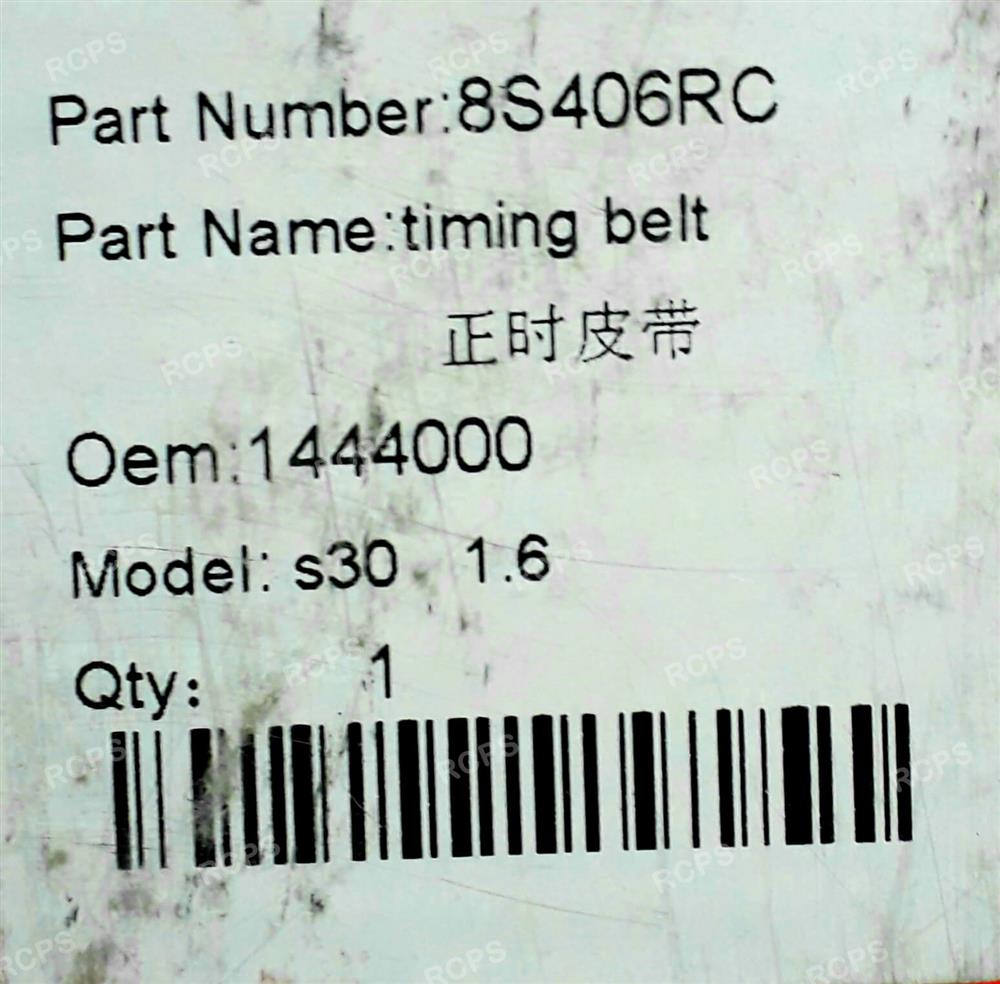 Part Number:8S406RC
Part Name:timing belt
正时皮带
Oem:1444000
Model: s30 1.6
Qty: 1
RCPS